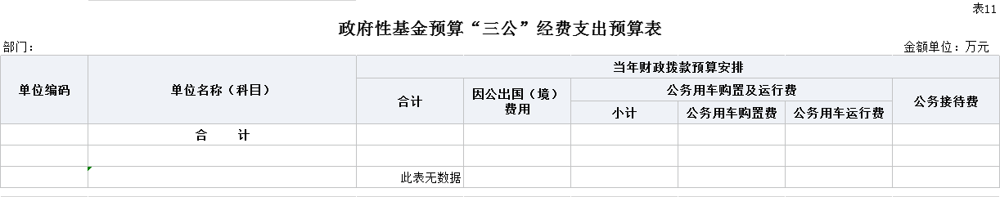 表11
政府性基金预算“三公”经费支出预算表
部门：
金额单位：万元
单位编码
单位名称（科目）
当年财政拨款预算安排
合计
因公出国（境）
费用
公务用车购置及运行费
公务接待费
小计
公务用车购置费
公务用车运行费
合 计
此表无数据